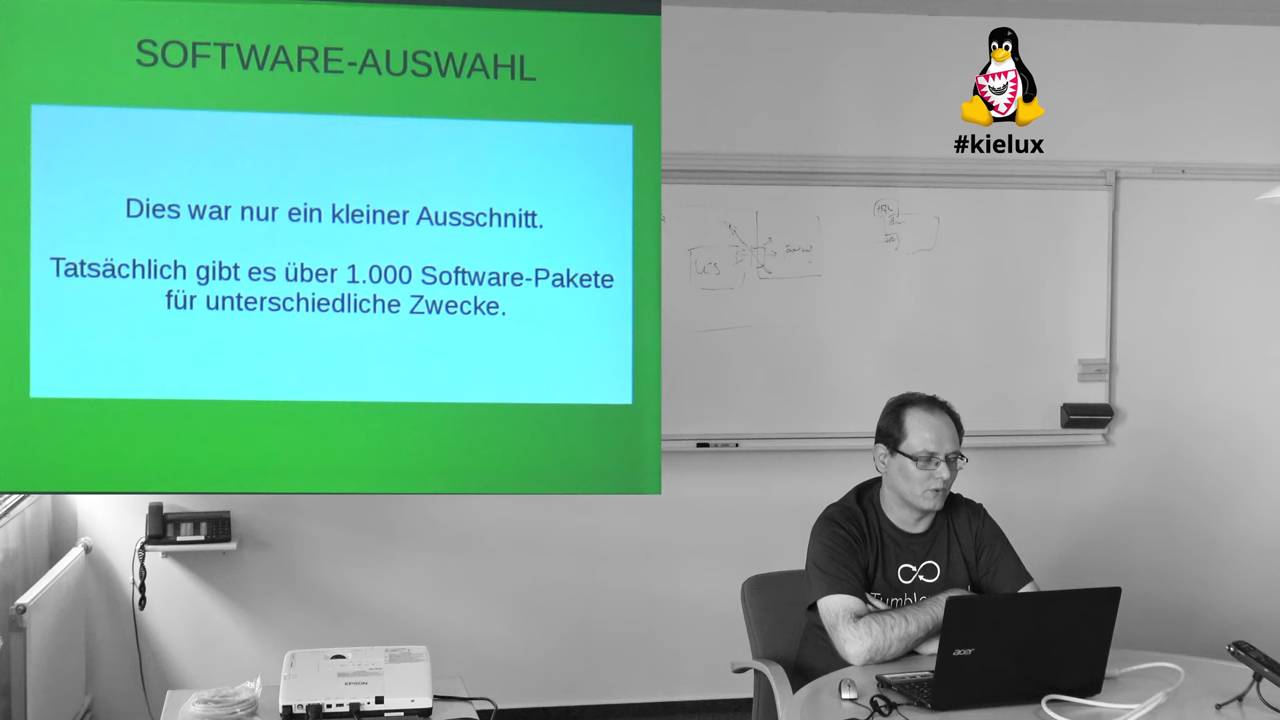 SOFTWARE-AUSWAHL
Dies war nur ein kleiner Ausschnitt.
Tatsächlich gibt es über 1.000 Software-Pakete
für unterschiedliche Zwecke.
#kielux
EPSON
acer